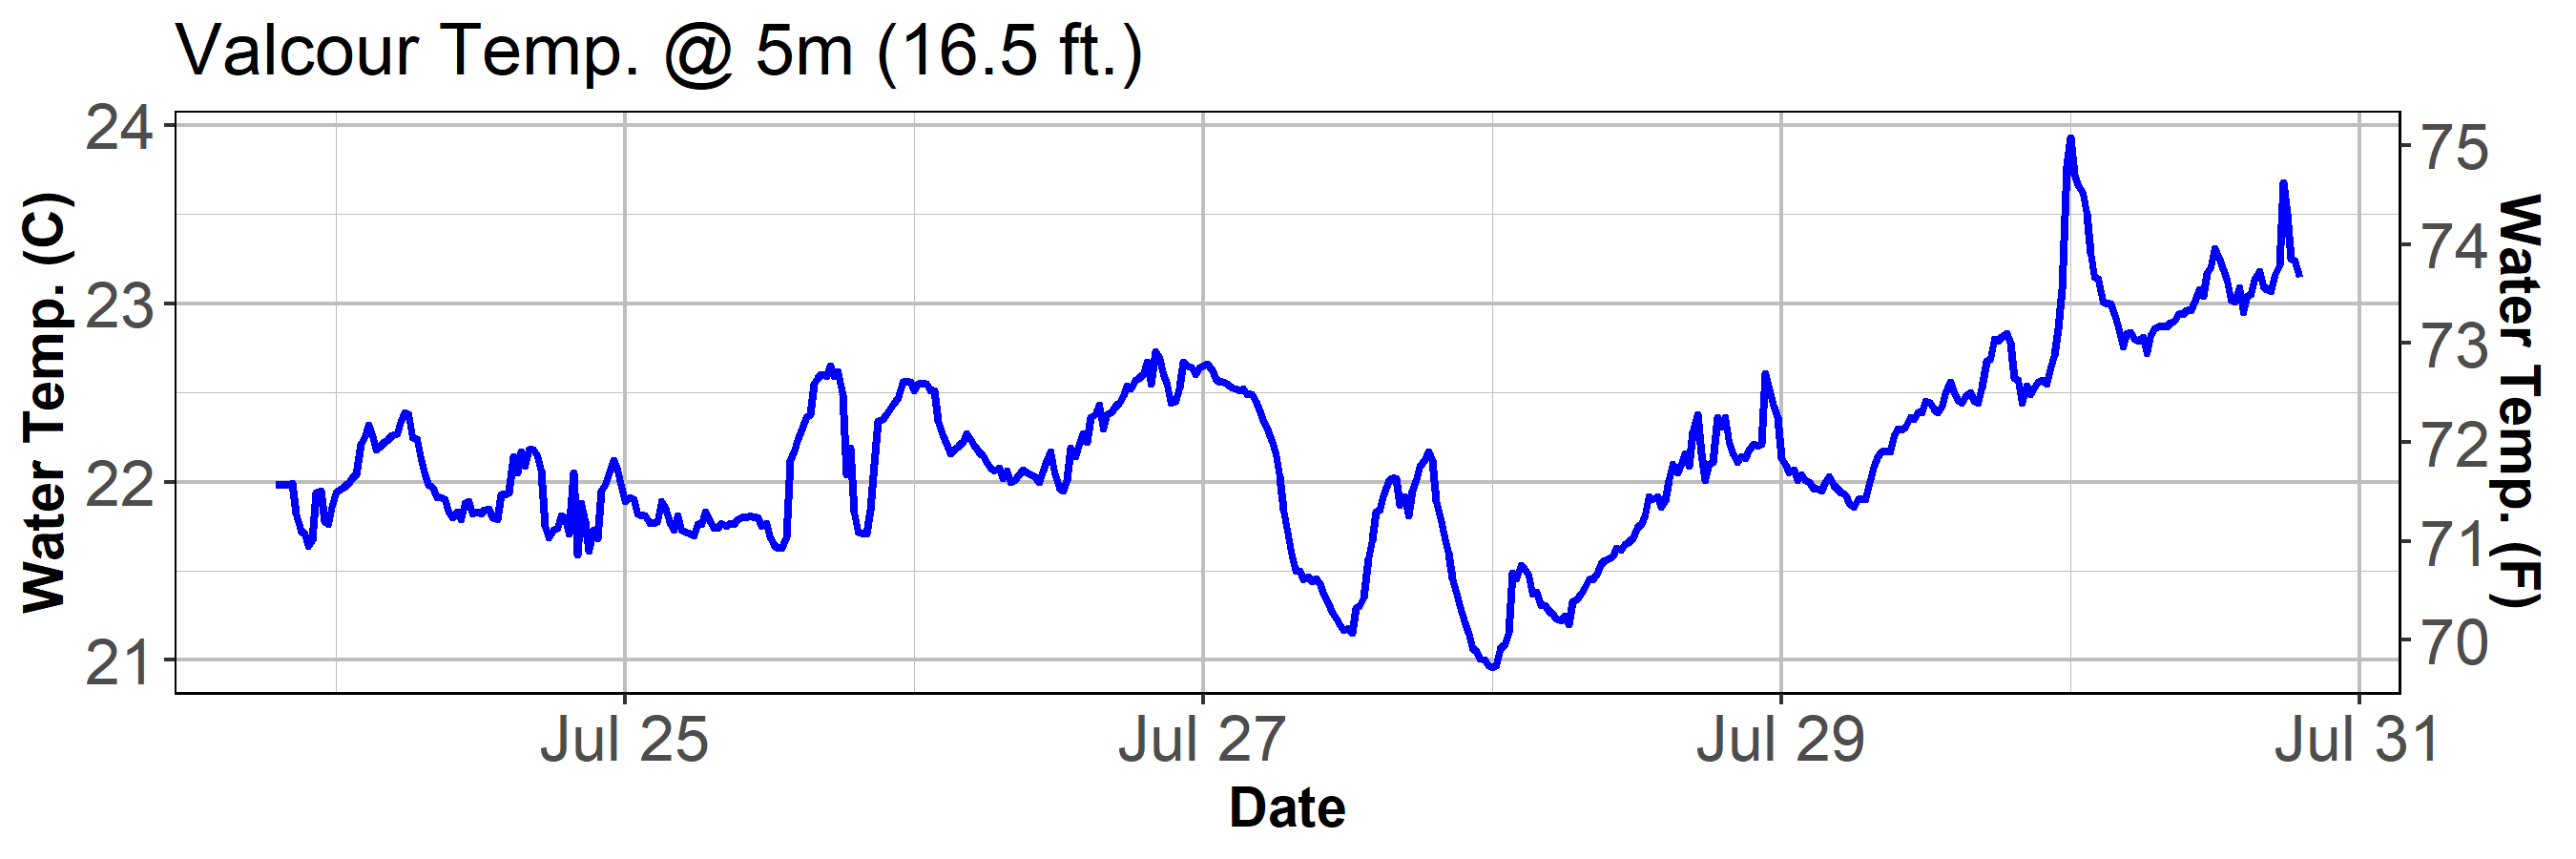 Valcour Temp. @ 5m (16.5 ft.)
Water Temp. (C)
24
23
22
21
75
74
73
72
71
70
Water Temp. (F)
Jul 25 Jul 27 Jul 29 Jul 31
Date